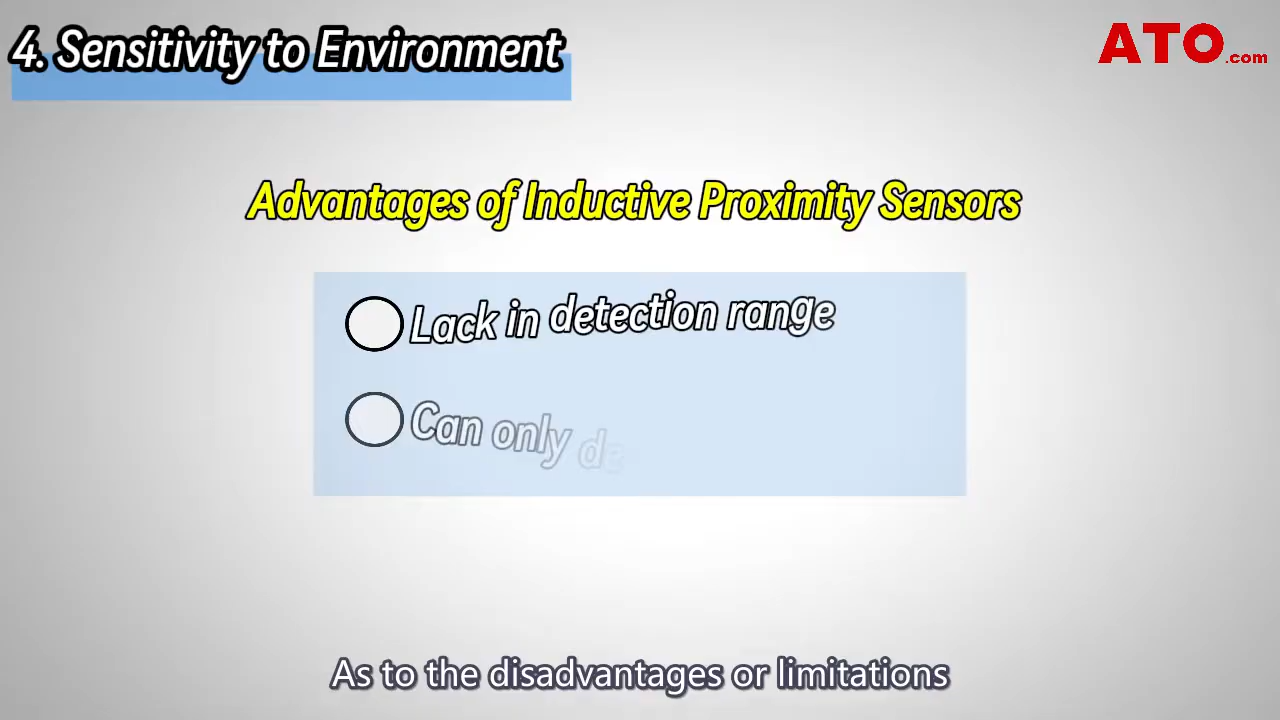 4. Sensitivity to Environment
ATO.com
Advantages of Inductive Proximity Sensors
Lack in detection range
Can only de
As to the disadvantages or limitations